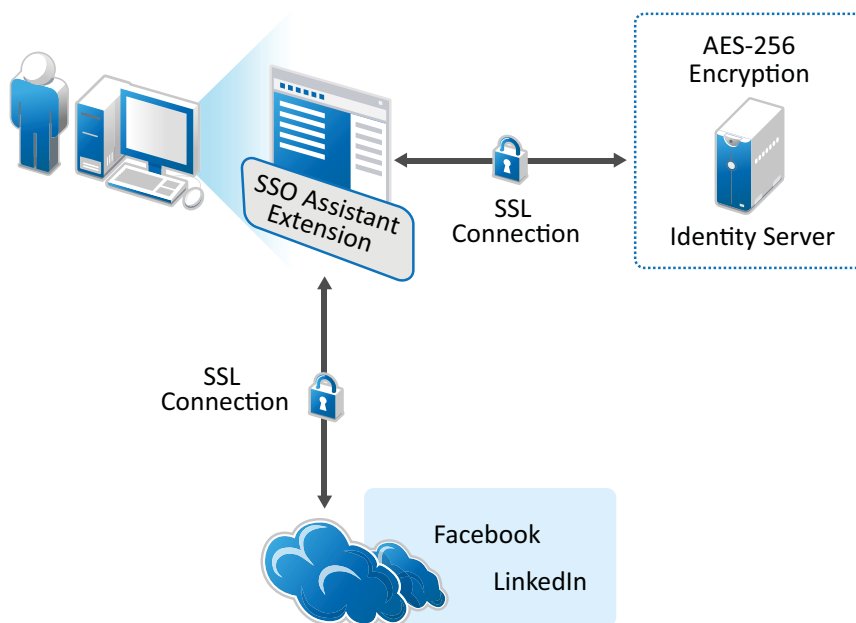 AES-256
Encryption
SSO Assistant
Extension
SSL
Connection
Identity Server
SSL
Connection
Facebook
LinkedIn